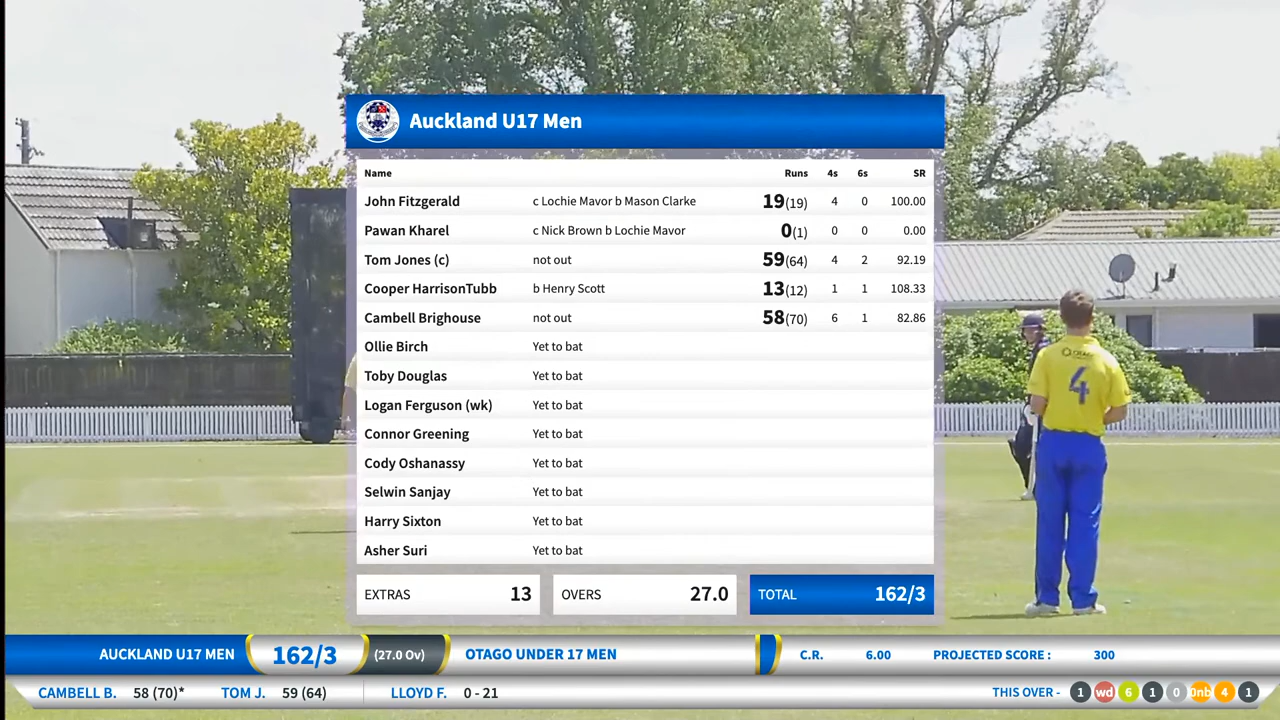 Auckland U17 Men
Name Runs 4s 6s SR
John Fitzgerald c Lochie Mavor b Mason Clarke 19(19) 4 0 100.00
Pawan Kharel c Nick Brown b Lochie Mavor 0(1) 0 0 0.00
Tom Jones (c) not out 59(64) 4 2 92.19
Cooper HarrisonTubb b Henry Scott 13(12) 1 1 108.33
Cambell Brighouse not out 58(70) 6 1 82.86
Ollie Birch Yet to bat
Toby Douglas Yet to bat
Logan Ferguson (wk) Yet to bat
Connor Greening Yet to bat
Cody Oshanassy Yet to bat
Selwin Sanjay Yet to bat
Harry Sixton Yet to bat
Asher Suri Yet to bat
EXTRAS 13 OVERS 27.0 TOTAL 162/3
4
AUCKLAND U17 MEN 162/3 (27.0 Ov) OTAGO UNDER 17 MEN C.R. 6.00 PROJECTED SCORE : 300
CAMBELL B. 58 (70)* TOM J. 59 (64) LLOYD F. 0 - 21 THIS OVER - 1 wd 6 1 0 0nb 4 1